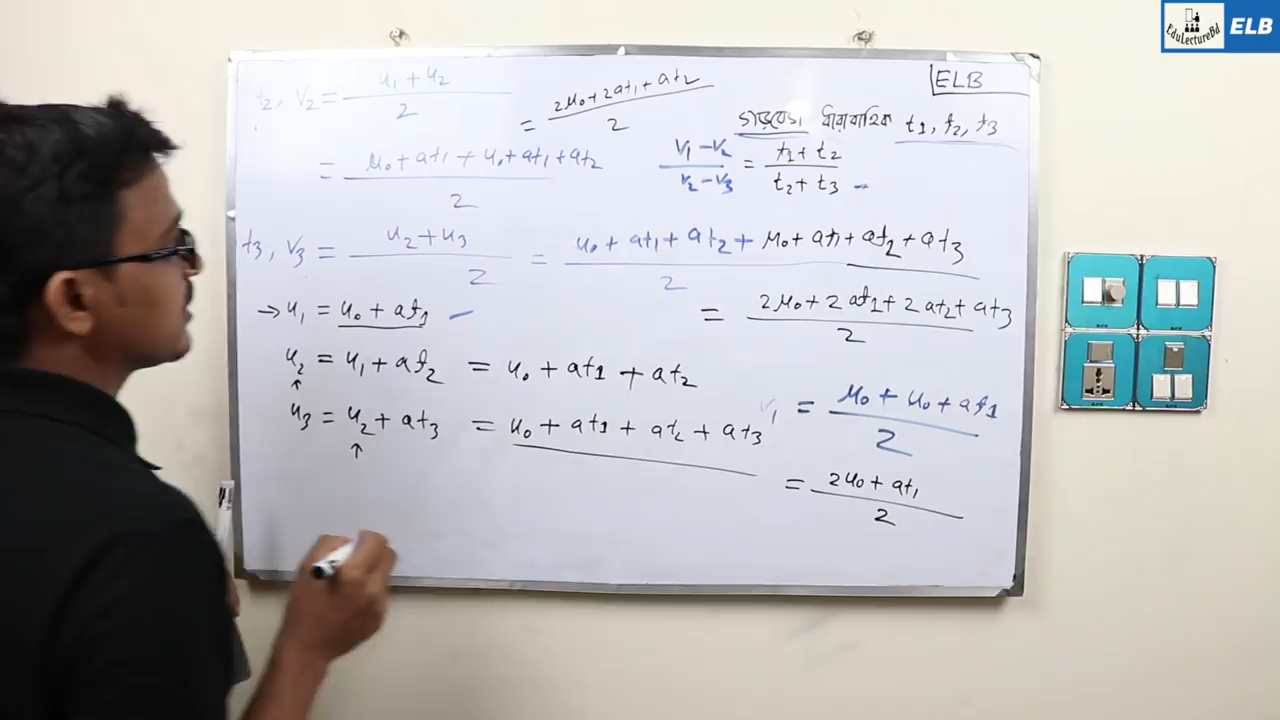 EduLectureBd ELB
ELB
t2, v2 = u1 + u2 / 2 = 2u0 + 2at1 + at2 / 2
= u0 + at1 + u0 + at1 + at2 / 2
গড়বেগ ধারাবাহিক t1, t2, t3
v1 - v2 / v2 - v3 = t1 + t2 / t2 + t3
t3, v3 = u2 + u3 / 2 = u0 + at1 + at2 + u0 + at1 + at2 + at3 / 2
= 2u0 + 2at1 + 2at2 + at3 / 2
→ u1 = u0 + at1
u2 = u1 + at2 = u0 + at1 + at2
u3 = u2 + at3 = u0 + at1 + at2 + at3
v1 = u0 + u0 + at1 / 2
= 2u0 + at1 / 2